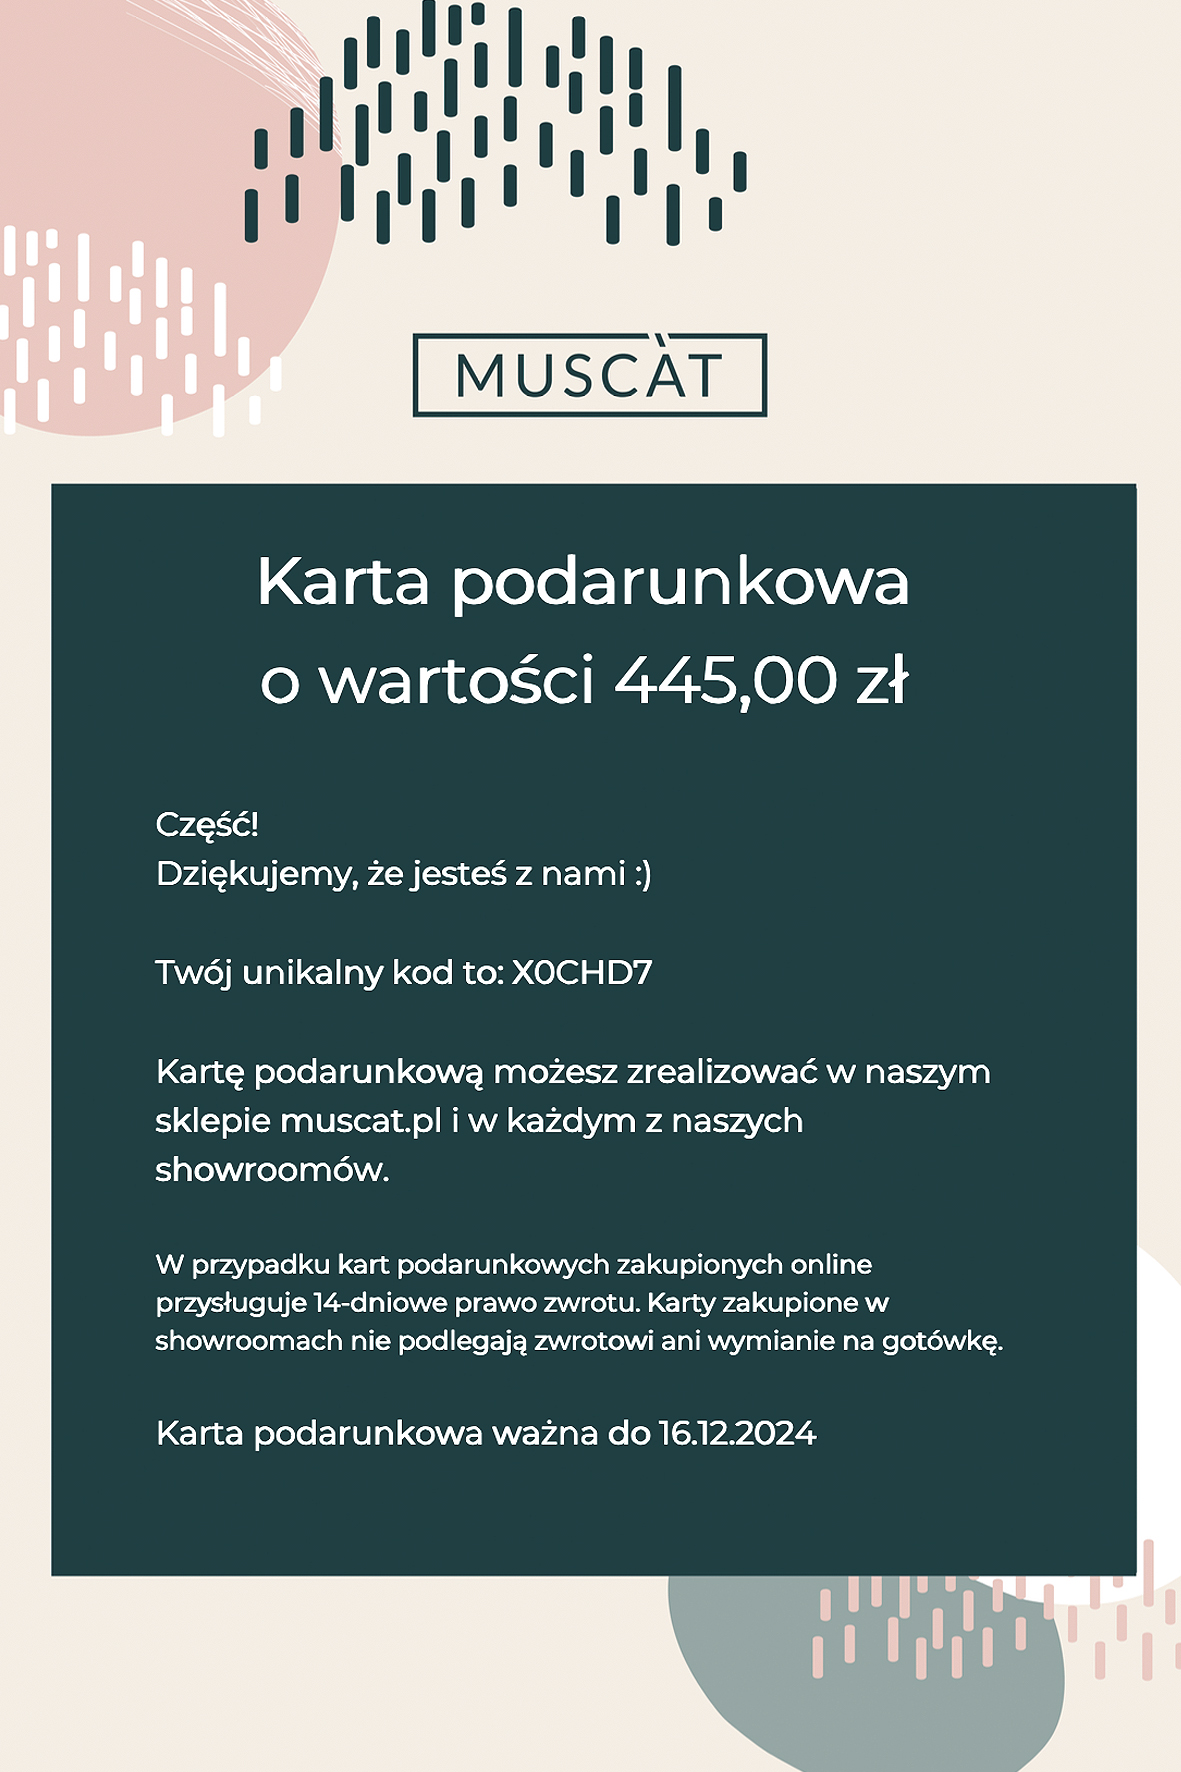 MUSCÀT
Karta podarunkowa
o wartości 445,00 zł
Część!
Dziękujemy, że jesteś z nami :)
Twój unikalny kod to: X0CHD7
Kartę podarunkową możesz zrealizować w naszym
sklepie muscat.pl i w każdym z naszych
showroomów.
W przypadku kart podarunkowych zakupionych online
przysługuje 14-dniowe prawo zwrotu. Karty zakupione w
showroomach nie podlegają zwrotowi ani wymianie na gotówkę.
Karta podarunkowa ważna do 16.12.2024